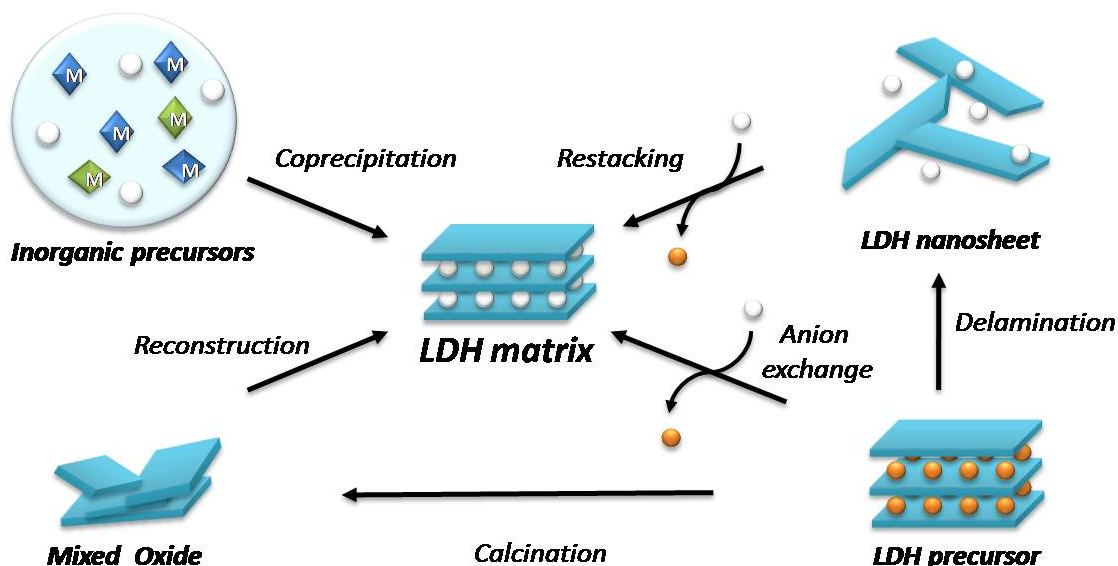 M
M
M
M
M
M
Coprecipitation
Restacking
Inorganic precursors
LDH nanosheet
Reconstruction
LDH matrix
Anion
exchange
Delamination
Mixed Oxide
Calcination
LDH precursor